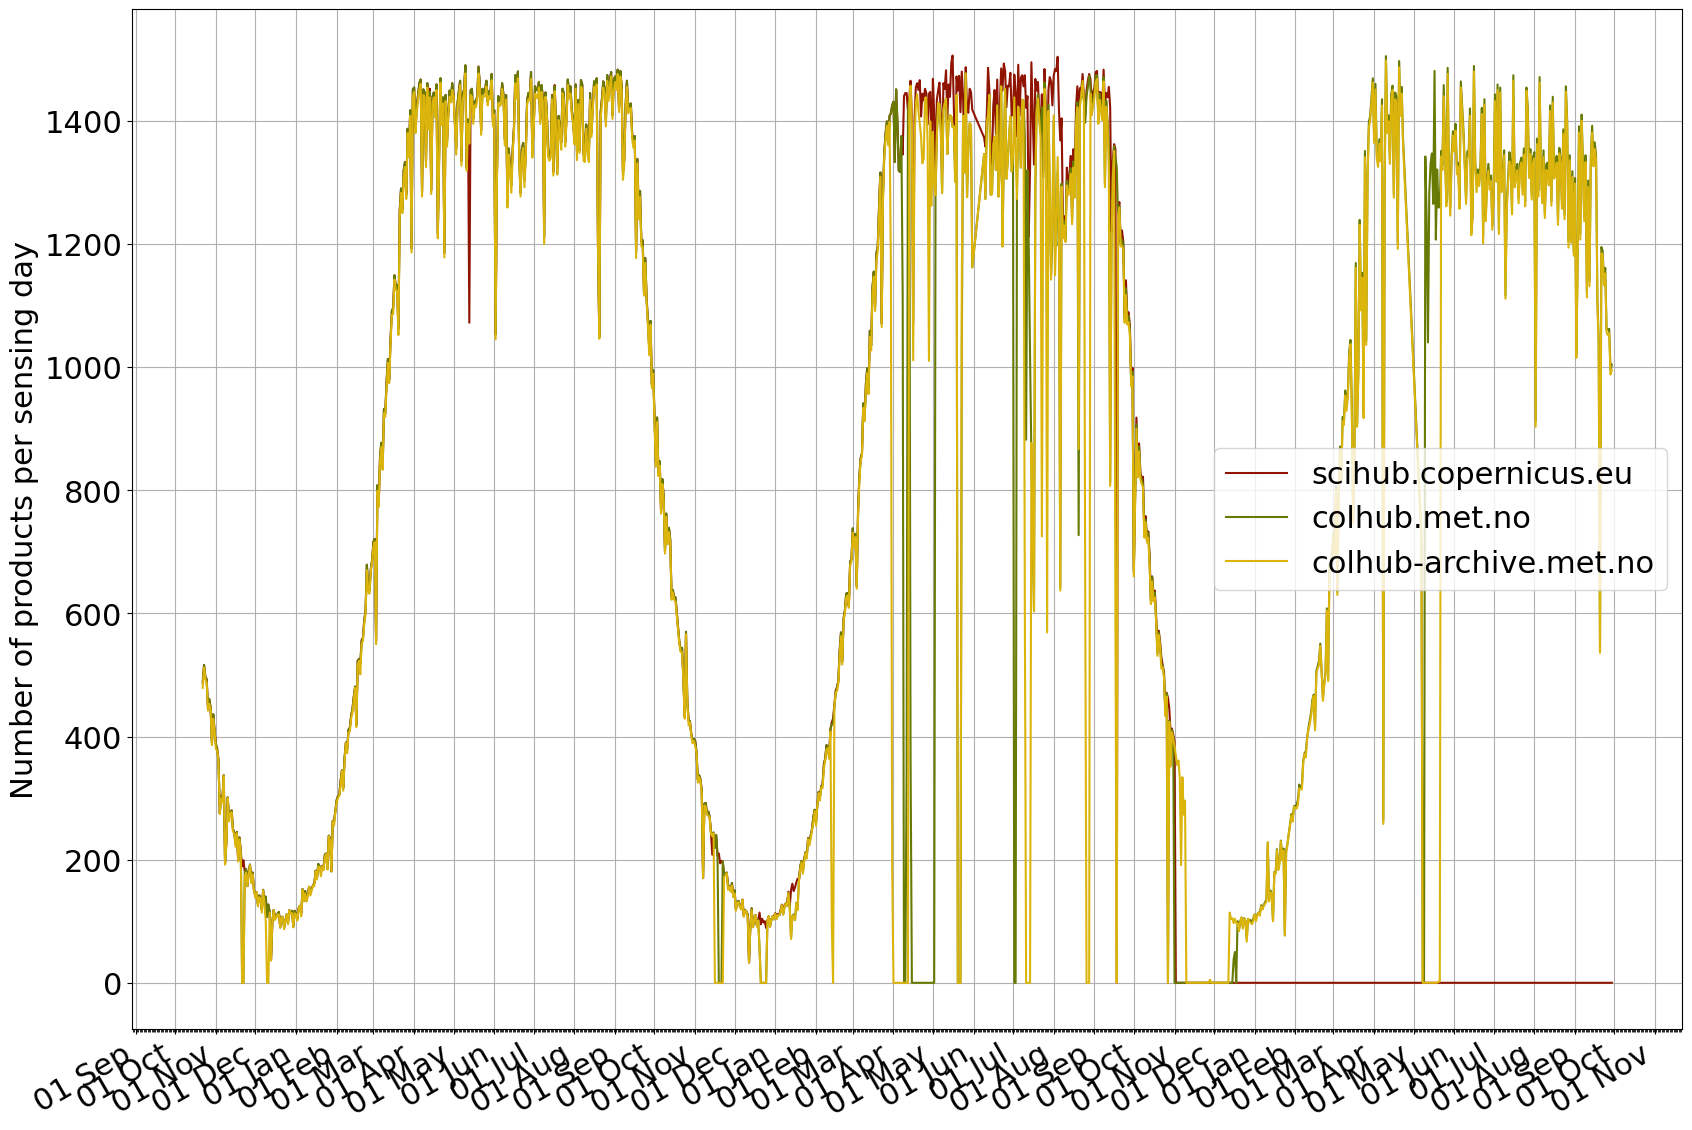 Number of products per sensing day
1400
1200
1000
800
600
400
200
0
scihub.copernicus.eu
colhub.met.no
colhub-archive.met.no
01 Sep
01 Oct
01 Nov
01 Dec
01 Jan
01 Feb
01 Mar
01 Apr
01 May
01 Jun
01 Jul
01 Aug
01 Sep
01 Oct
01 Nov
01 Dec
01 Jan
01 Feb
01 Mar
01 Apr
01 May
01 Jun
01 Jul
01 Aug
01 Sep
01 Oct
01 Nov
01 Dec
01 Jan
01 Feb
01 Mar
01 Apr
01 May
01 Jun
01 Jul
01 Aug
01 Sep
01 Oct
01 Nov